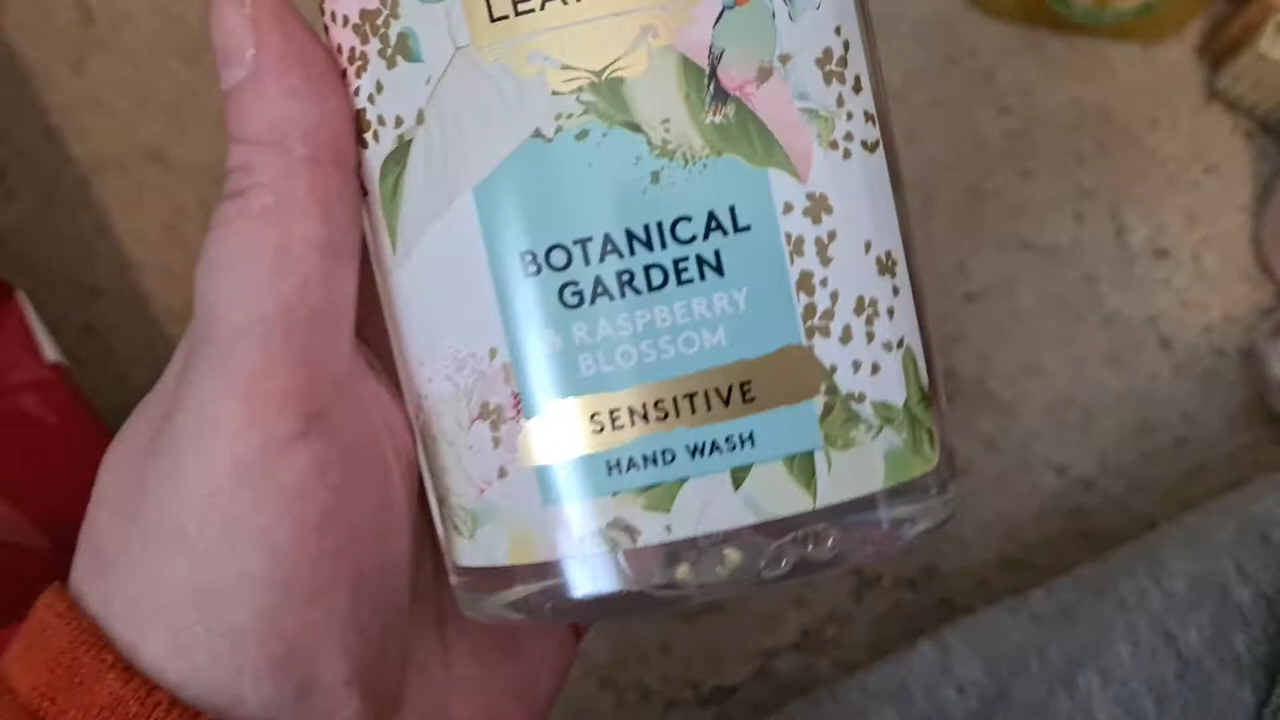 BOTANICAL
GARDEN
& RASPBERRY
BLOSSOM
SENSITIVE
HAND WASH